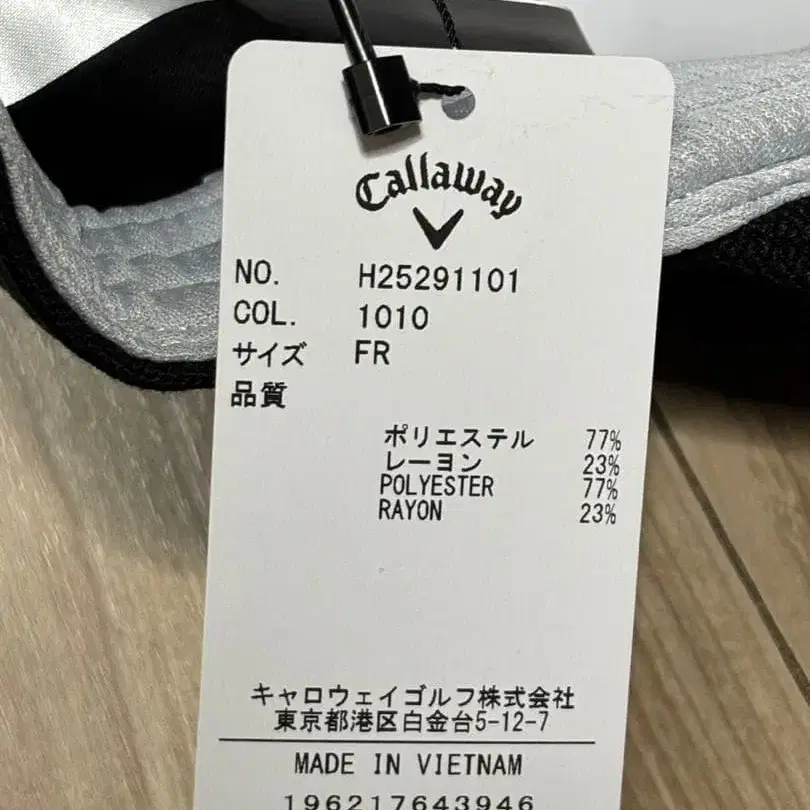 Callaway
NO. H25291101
COL. 1010
サイズ FR
品質
ポリエステル 77%
レーヨン 23%
POLYESTER 77%
RAYON 23%
キャロウェイゴルフ株式会社
東京都港区白金台5-12-7
MADE IN VIETNAM
196217643946